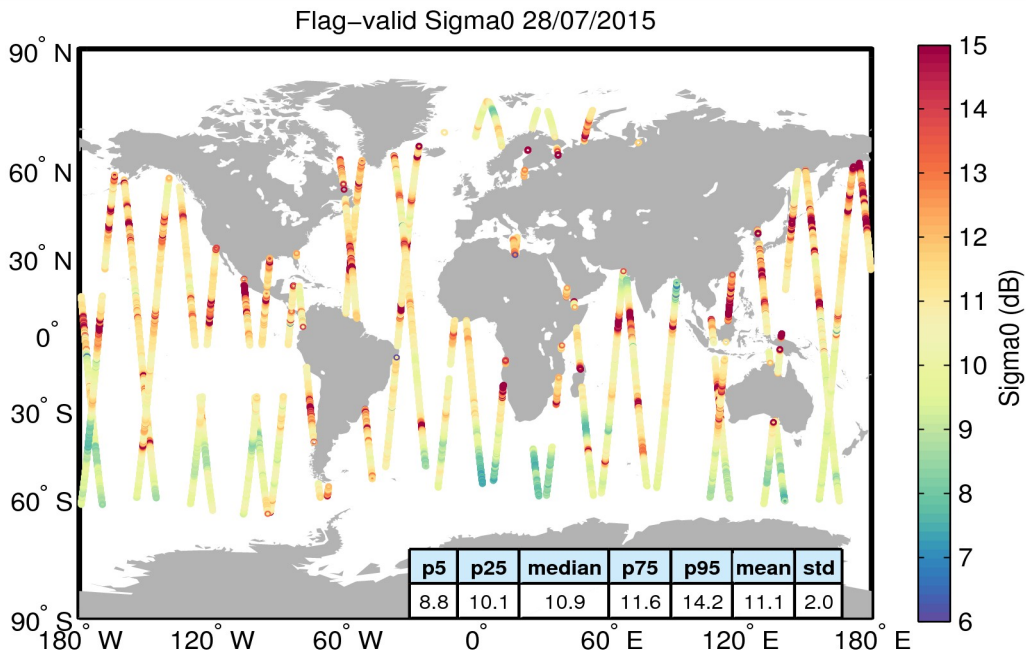 Flag−valid Sigma0 28/07/2015
90° N
60° N
30° N
0°
30° S
60° S
90° S
180° W
120° W
60° W
0°
60° E
120° E
180° E
p5 p25 median p75 p95 mean std
8.8 10.1 10.9 11.6 14.2 11.1 2.0
15
14
13
12
11
10
9
8
7
6
Sigma0 (dB)